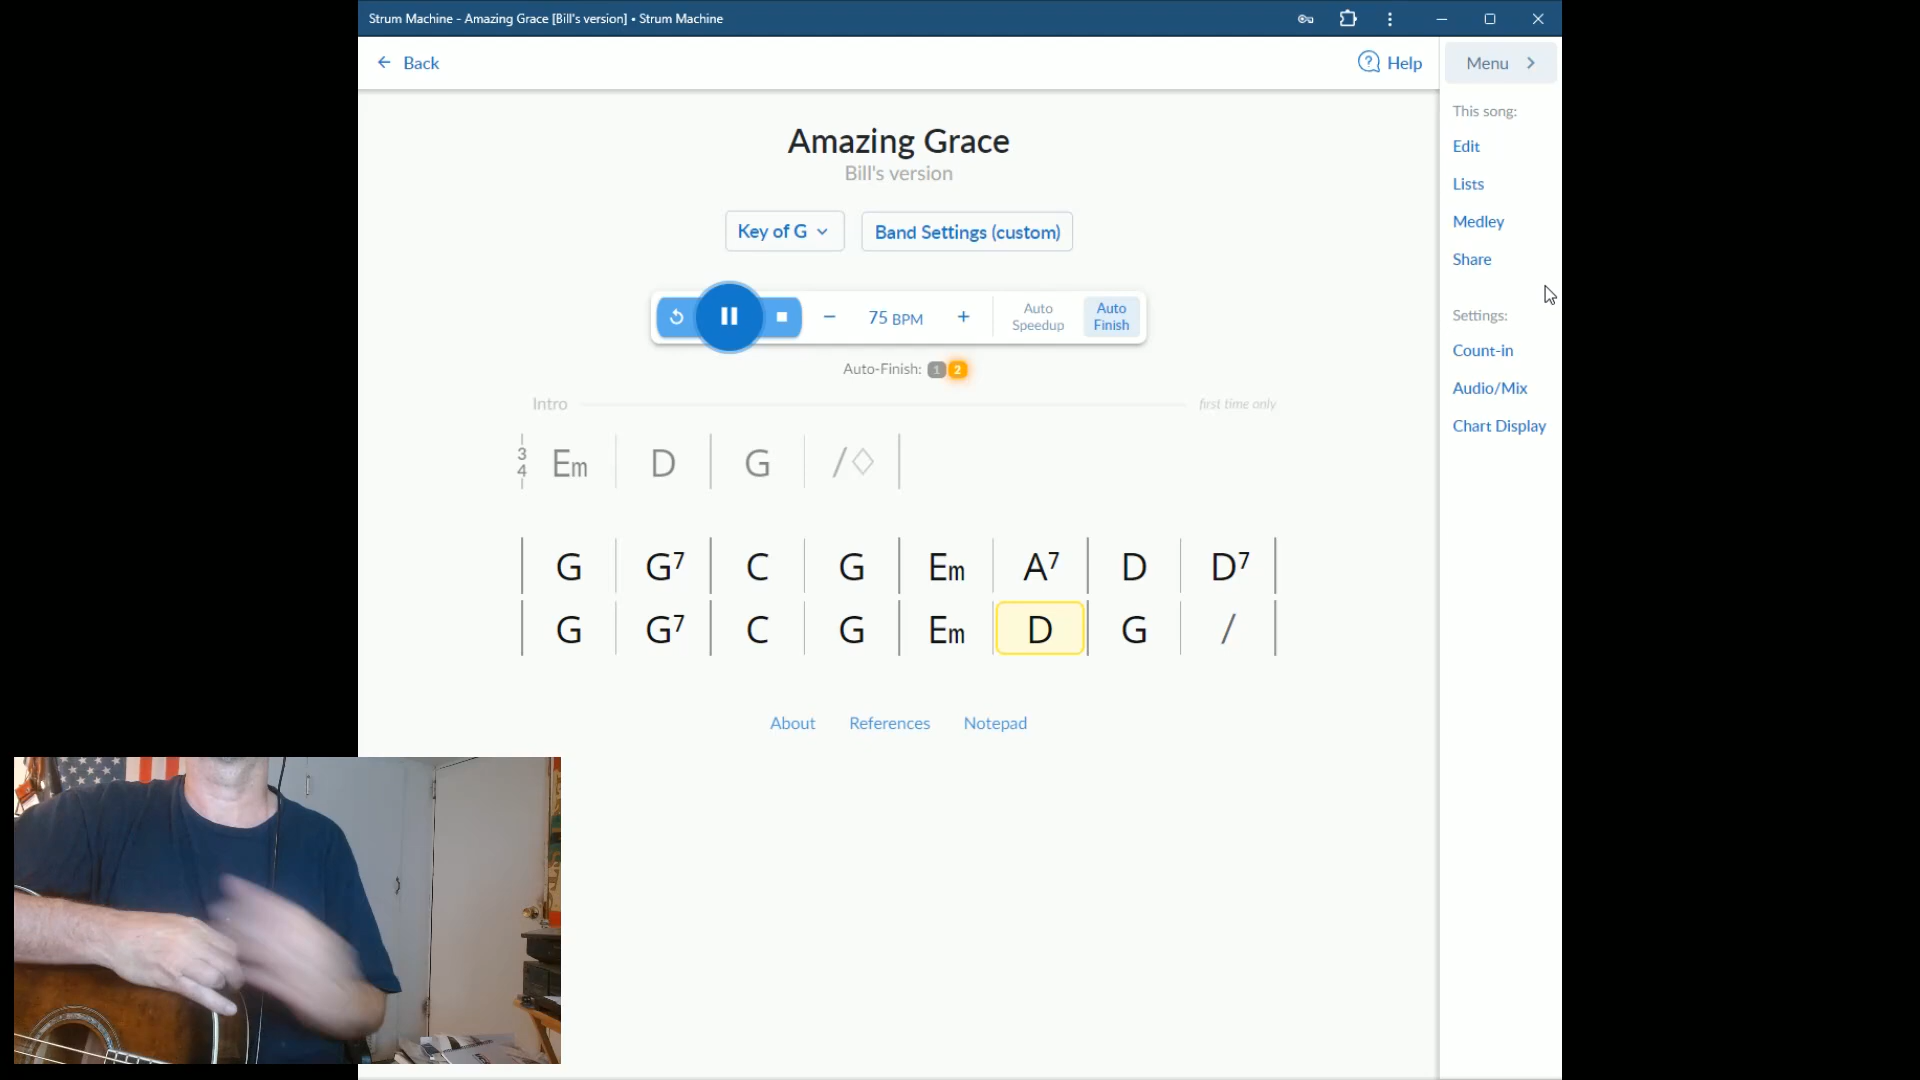 Strum Machine - Amazing Grace [Bill's version] • Strum Machine
Back
Help
Menu
Amazing Grace
Bill's version
Key of G
Band Settings (custom)
− 75 BPM +
Auto Speedup
Auto Finish
Auto-Finish: 1 2
Intro
first time only
3/4 Em D G /◇
G G7 C G Em A7 D D7
G G7 C G Em D G /
About References Notepad
This song:
Edit
Lists
Medley
Share
Settings:
Count-in
Audio/Mix
Chart Display